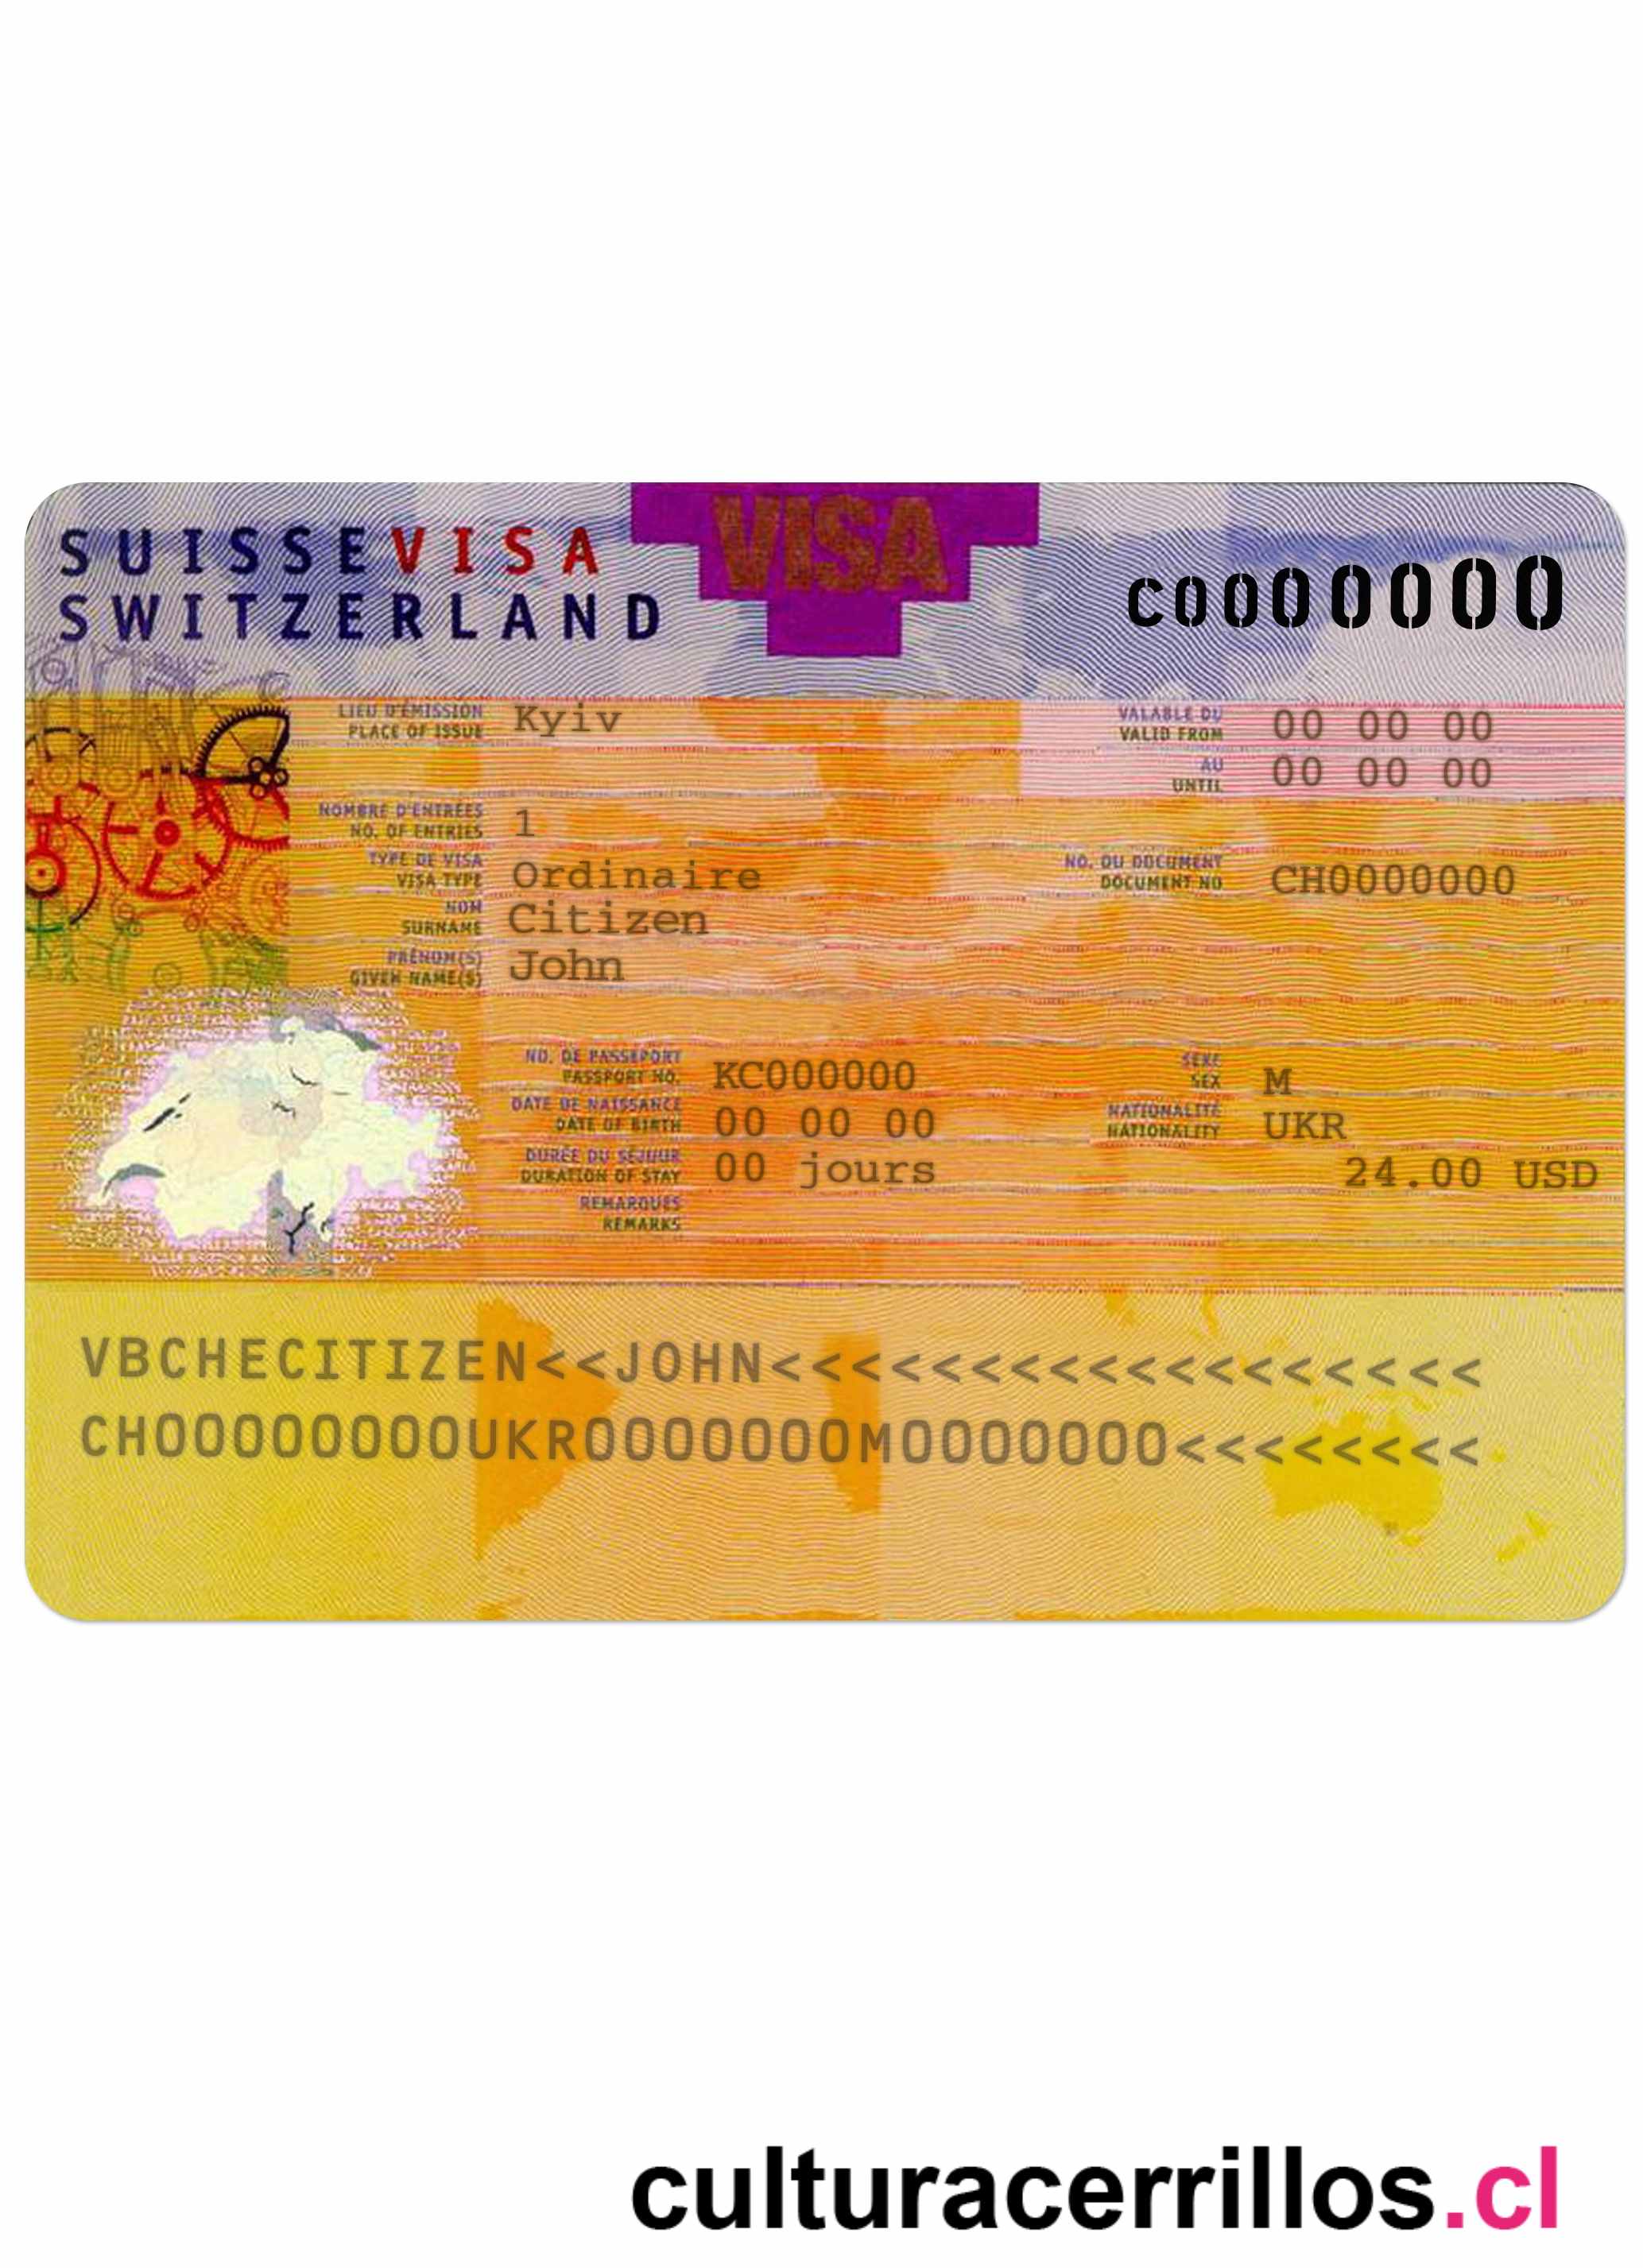 SUISSEVISA
SWITZERLAND
VISA
C00000000
LIEU D'ÉMISSION
PLACE OF ISSUE
Kyiv
VALABLE DU
VALID FROM
00 00 00
AU
UNTIL
00 00 00
NOMBRE D'ENTRÉES
NO. OF ENTRIES
1
TYPE DE VISA
VISA TYPE
Ordinaire
NO. DU DOCUMENT
DOCUMENT NO
CH0000000
NOM
SURNAME
Citizen
PRÉNOM(S)
GIVEN NAME(S)
John
NO. DE PASSEPORT
PASSPORT NO.
KC000000
SEXE
SEX
M
DATE DE NAISSANCE
DATE OF BIRTH
00 00 00
NATIONALITÉ
NATIONALITY
UKR
DURÉE DU SÉJOUR
DURATION OF STAY
00 jours
24.00 USD
REMARQUES
REMARKS
VBCHECITIZEN<<JOHN<<<<<<<<<<<<<<<<<<
CH00000000UKR0000000M0000000<<<<<<<<
culturacerrillos.cl